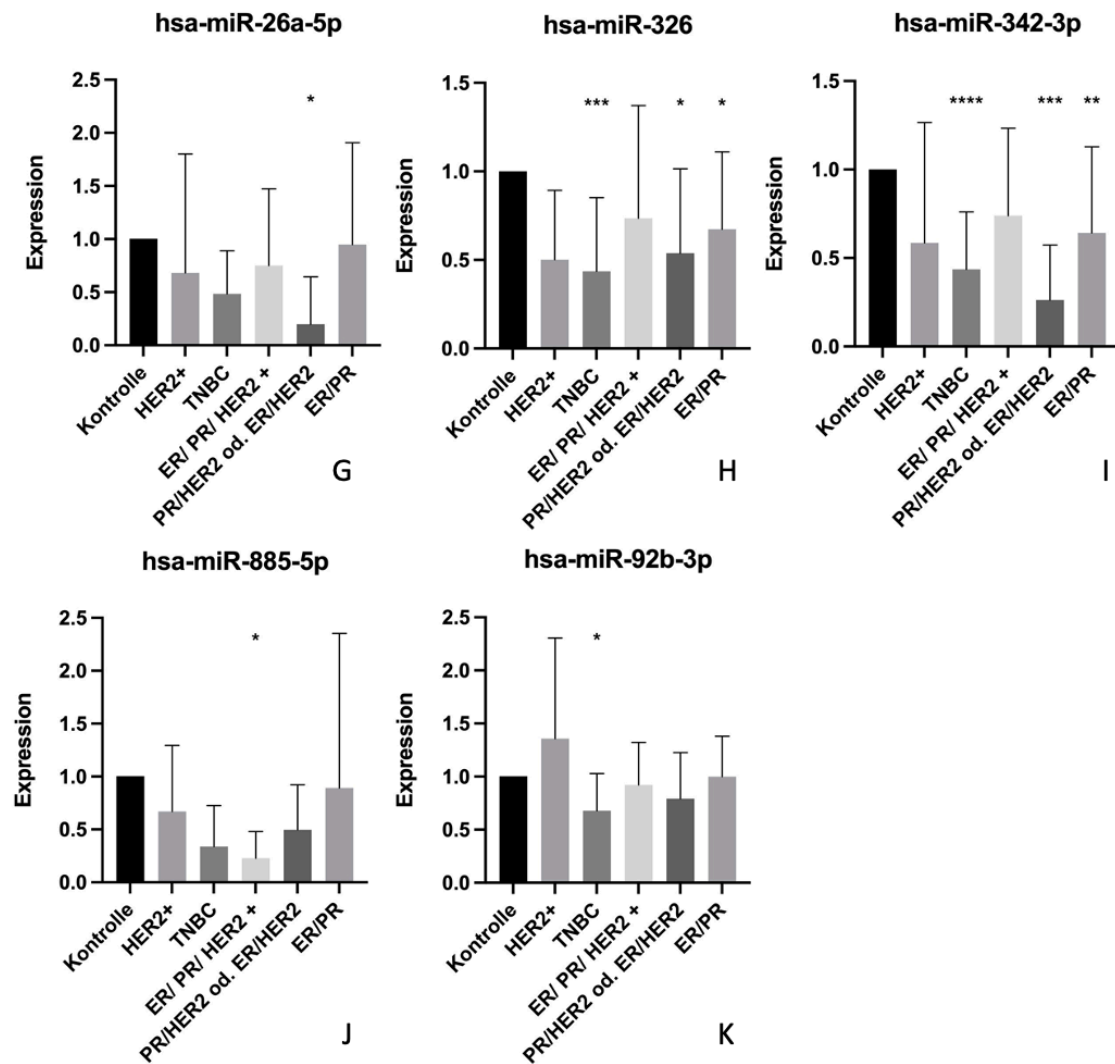 hsa-miR-26a-5p
Expression
2.5
2.0
1.5
1.0
0.5
0.0
*
Kontrolle
HER2+
TNBC
ER/ PR/ HER2 +
PR/HER2 od. ER/HER2
ER/PR
G
hsa-miR-326
Expression
1.5
1.0
0.5
0.0
***
*
*
Kontrolle
HER2+
TNBC
ER/ PR/ HER2 +
PR/HER2 od. ER/HER2
ER/PR
H
hsa-miR-342-3p
Expression
1.5
1.0
0.5
0.0
****
***
**
Kontrolle
HER2+
TNBC
ER/ PR/ HER2 +
PR/HER2 od. ER/HER2
ER/PR
I
hsa-miR-885-5p
Expression
2.5
2.0
1.5
1.0
0.5
0.0
*
Kontrolle
HER2+
TNBC
ER/ PR/ HER2 +
PR/HER2 od. ER/HER2
ER/PR
J
hsa-miR-92b-3p
Expression
2.5
2.0
1.5
1.0
0.5
0.0
*
Kontrolle
HER2+
TNBC
ER/ PR/ HER2 +
PR/HER2 od. ER/HER2
ER/PR
K